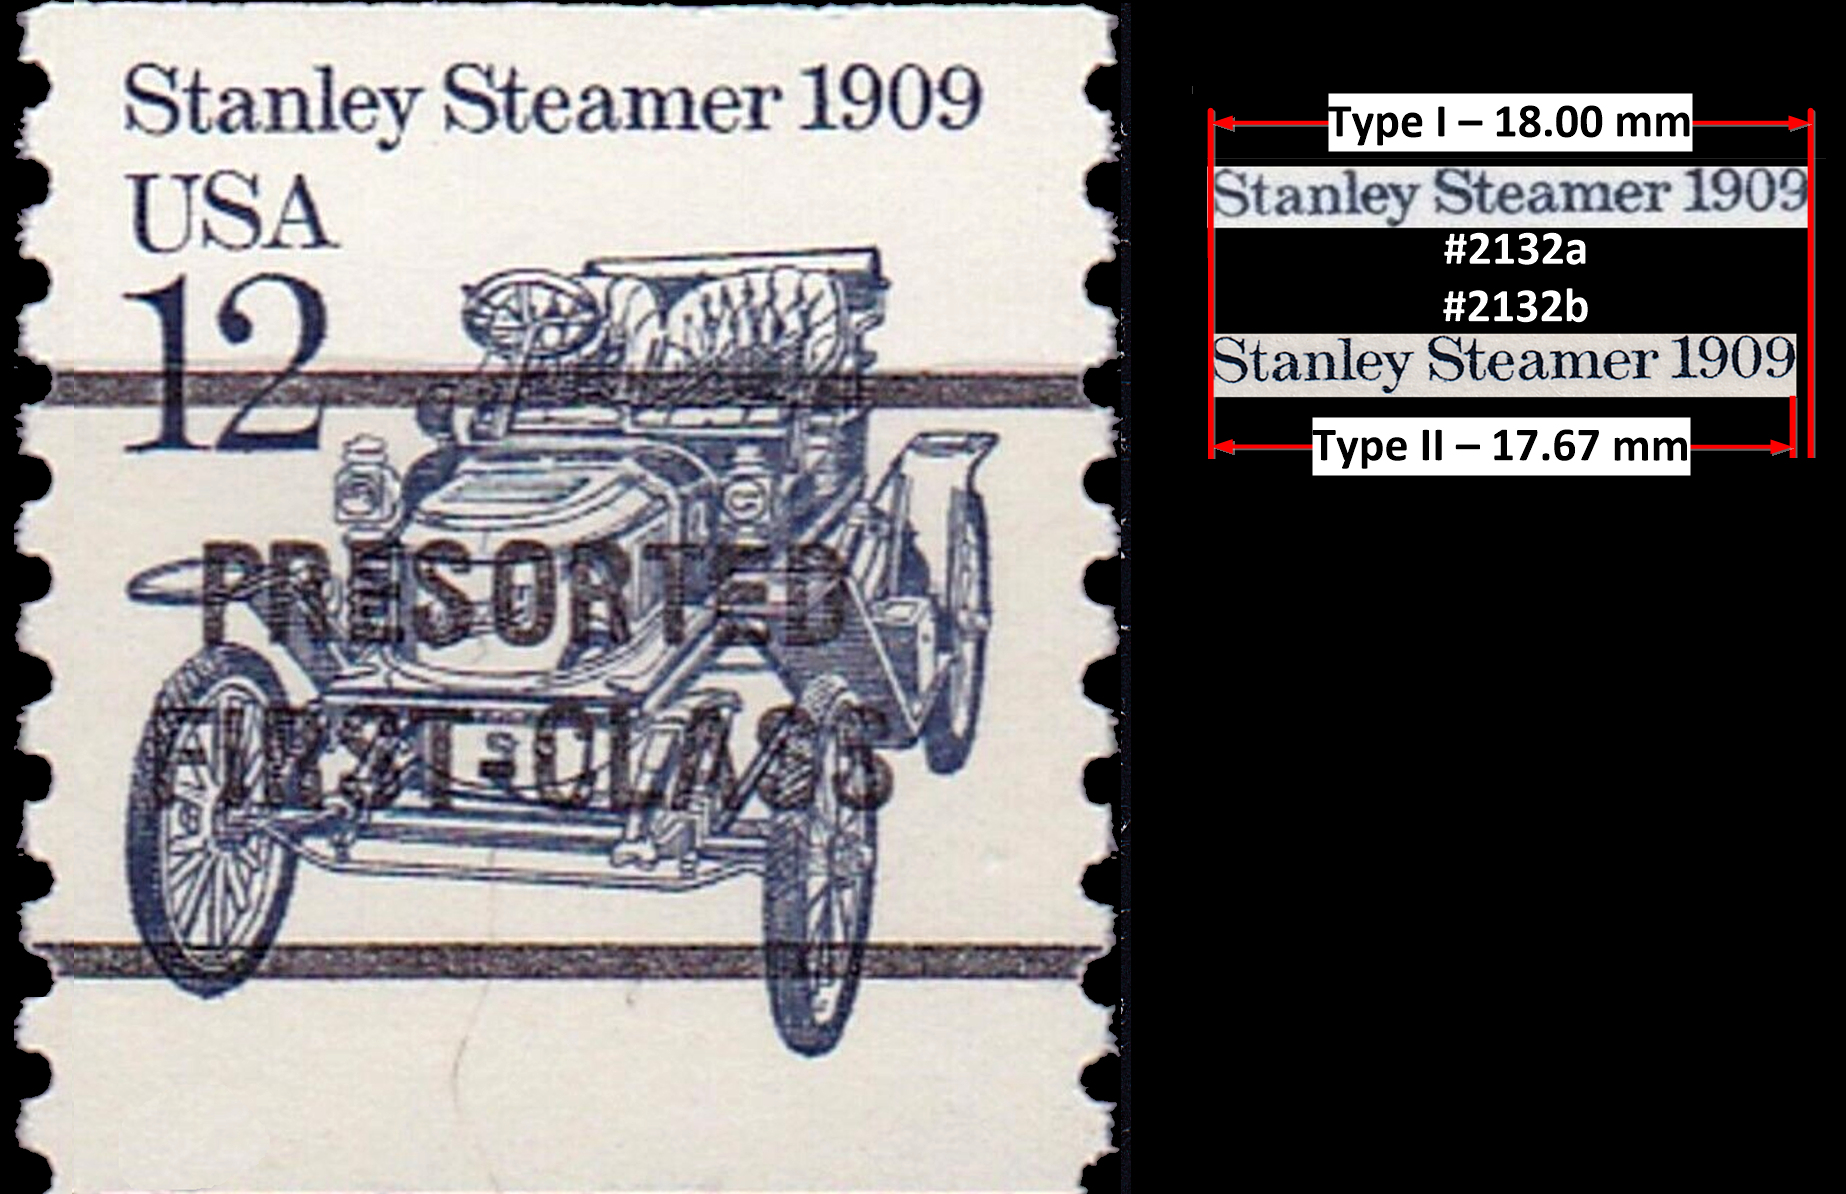 Stanley Steamer 1909
USA
12
PRESORTED
FIRST-CLASS
Type I – 18.00 mm
Stanley Steamer 1909
#2132a
#2132b
Stanley Steamer 1909
Type II – 17.67 mm